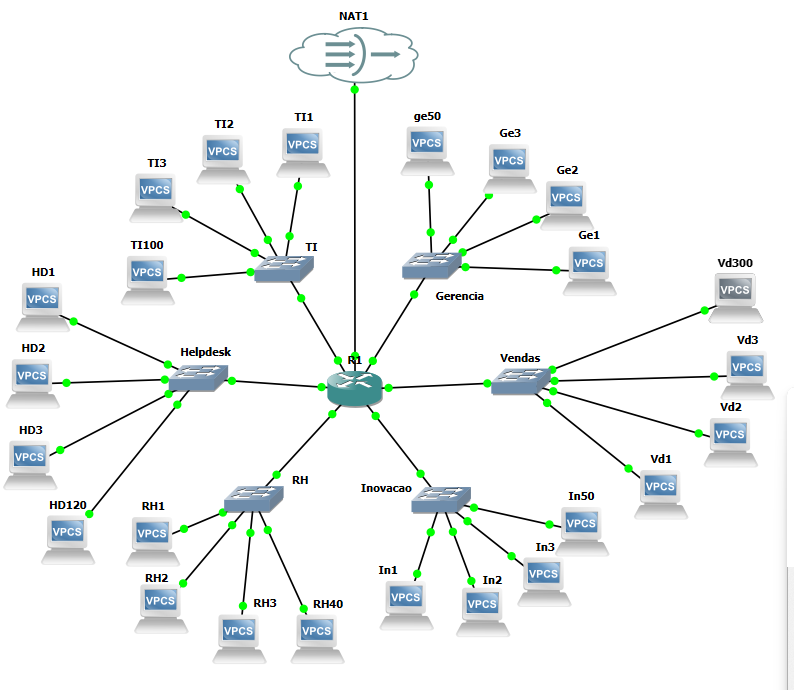 NAT1
TI2
TI1
ge50
Ge3
TI3
Ge2
VPCS
VPCS
VPCS
VPCS
VPCS
VPCS
TI100
TI
Ge1
VPCS
VPCS
Gerencia
HD1
Vd300
VPCS
VPCS
HD2
Helpdesk
R1
Vendas
Vd3
VPCS
VPCS
HD3
Vd2
VPCS
VPCS
HD120
RH1
RH
Inovacao
In50
Vd1
VPCS
VPCS
VPCS
VPCS
RH2
RH3
RH40
In1
In2
In3
VPCS
VPCS
VPCS
VPCS
VPCS
VPCS